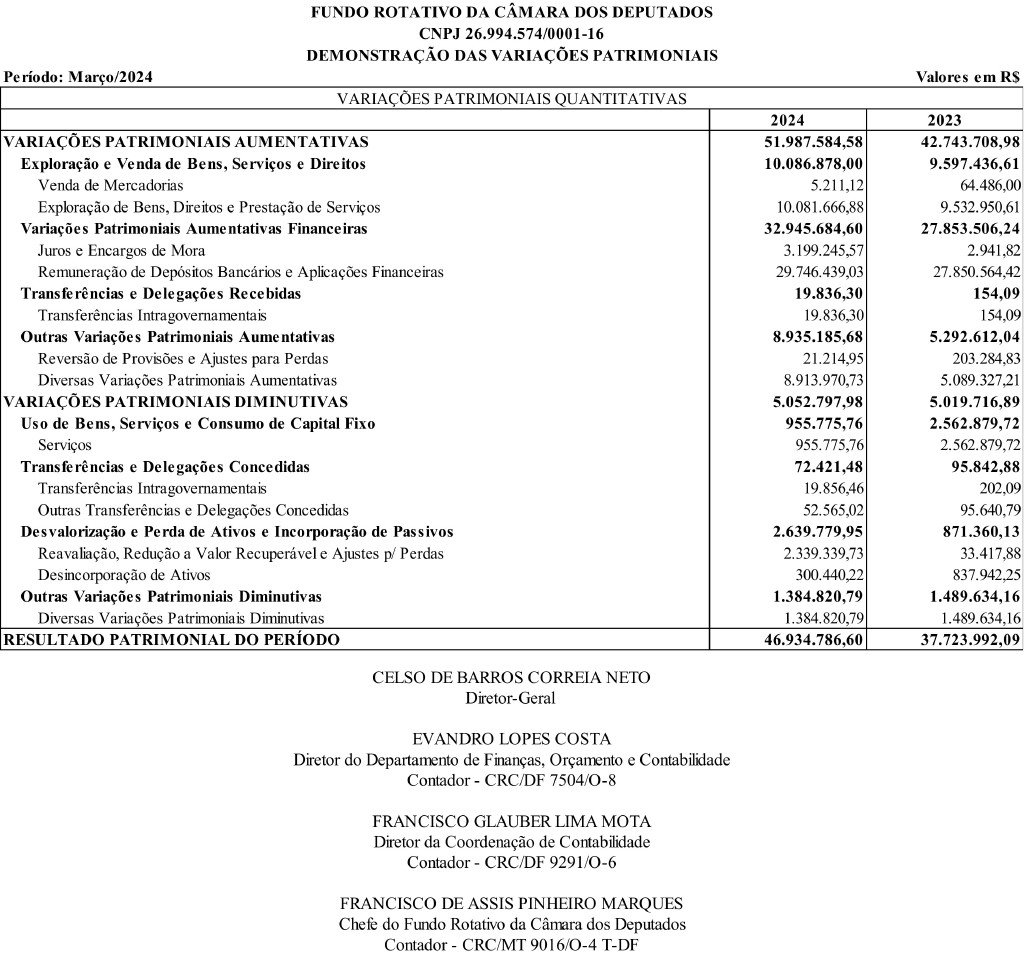 FUNDO ROTATIVO DA CÂMARA DOS DEPUTADOS
CNPJ 26.994.574/0001-16
DEMONSTRAÇÃO DAS VARIAÇÕES PATRIMONIAIS
Período: Março/2024 Valores em R$
VARIAÇÕES PATRIMONIAIS QUANTITATIVAS
2024 2023
VARIAÇÕES PATRIMONIAIS AUMENTATIVAS 51.987.584,58 42.743.708,98
Exploração e Venda de Bens, Serviços e Direitos 10.086.878,00 9.597.436,61
Venda de Mercadorias 5.211,12 64.486,00
Exploração de Bens, Direitos e Prestação de Serviços 10.081.666,88 9.532.950,61
Variações Patrimoniais Aumentativas Financeiras 32.945.684,60 27.853.506,24
Juros e Encargos de Mora 3.199.245,57 2.941,82
Remuneração de Depósitos Bancários e Aplicações Financeiras 29.746.439,03 27.850.564,42
Transferências e Delegações Recebidas 19.836,30 154,09
Transferências Intragovernamentais 19.836,30 154,09
Outras Variações Patrimoniais Aumentativas 8.935.185,68 5.292.612,04
Reversão de Provisões e Ajustes para Perdas 21.214,95 203.284,83
Diversas Variações Patrimoniais Aumentativas 8.913.970,73 5.089.327,21
VARIAÇÕES PATRIMONIAIS DIMINUTIVAS 5.052.797,98 5.019.716,89
Uso de Bens, Serviços e Consumo de Capital Fixo 955.775,76 2.562.879,72
Serviços 955.775,76 2.562.879,72
Transferências e Delegações Concedidas 72.421,48 95.842,88
Transferências Intragovernamentais 19.856,46 202,09
Outras Transferências e Delegações Concedidas 52.565,02 95.640,79
Desvalorização e Perda de Ativos e Incorporação de Passivos 2.639.779,95 871.360,13
Reavaliação, Redução a Valor Recuperável e Ajustes p/ Perdas 2.339.339,73 33.417,88
Desincorporação de Ativos 300.440,22 837.942,25
Outras Variações Patrimoniais Diminutivas 1.384.820,79 1.489.634,16
Diversas Variações Patrimoniais Diminutivas 1.384.820,79 1.489.634,16
RESULTADO PATRIMONIAL DO PERÍODO 46.934.786,60 37.723.992,09
CELSO DE BARROS CORREIA NETO
Diretor-Geral
EVANDRO LOPES COSTA
Diretor do Departamento de Finanças, Orçamento e Contabilidade
Contador - CRC/DF 7504/O-8
FRANCISCO GLAUBER LIMA MOTA
Diretor da Coordenação de Contabilidade
Contador - CRC/DF 9291/O-6
FRANCISCO DE ASSIS PINHEIRO MARQUES
Chefe do Fundo Rotativo da Câmara dos Deputados
Contador - CRC/MT 9016/O-4 T-DF